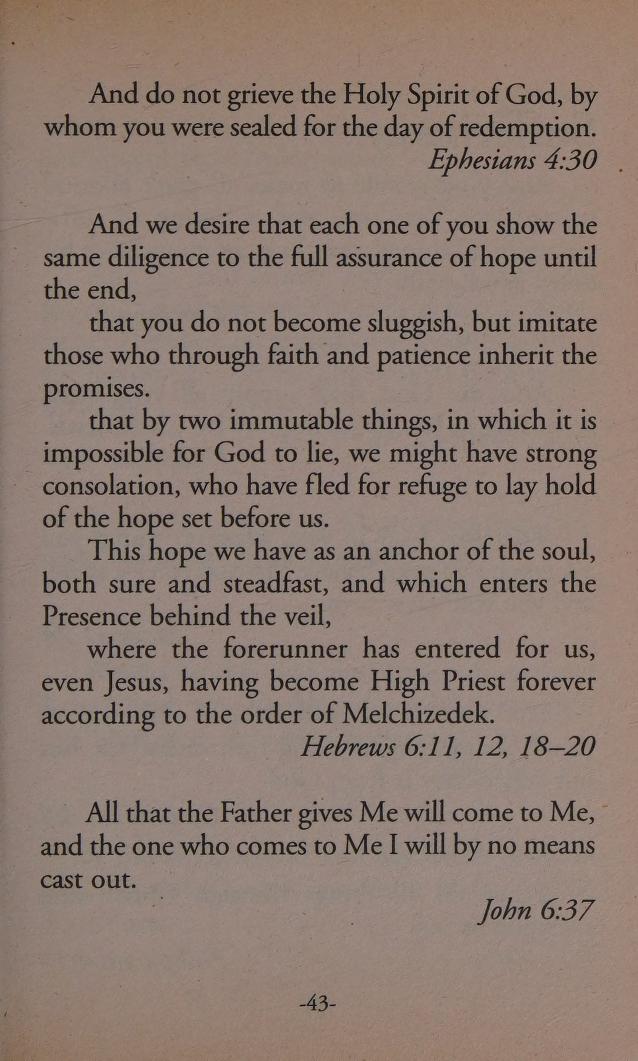 And do not grieve the Holy Spirit of God, by
whom you were sealed for the day of redemption.
Ephesians 4:30
And we desire that each one of you show the
same diligence to the full assurance of hope until
the end,
that you do not become sluggish, but imitate
those who through faith and patience inherit the
promises.
that by two immutable things, in which it is
impossible for God to lie, we might have strong
consolation, who have fled for refuge to lay hold
of the hope set before us.
This hope we have as an anchor of the soul,
both sure and steadfast, and which enters the
Presence behind the veil,
where the forerunner has entered for us,
even Jesus, having become High Priest forever
according to the order of Melchizedek.
Hebrews 6:11, 12, 18–20
All that the Father gives Me will come to Me,
and the one who comes to Me I will by no means
cast out.
John 6:37
-43-